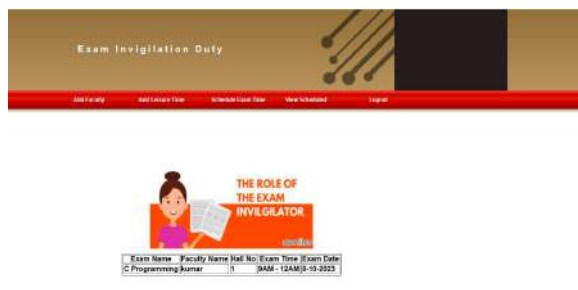 Exam Invigilation Duty
Add Faculty Add Leisure Time Schedule Exam Time View Scheduled Logout
THE ROLE OF
THE EXAM
INVILGILATOR
Exam Name Faculty Name Hall No Exam Time Exam Date
C Programming kumar 1 9AM - 12AM 8-10-2023